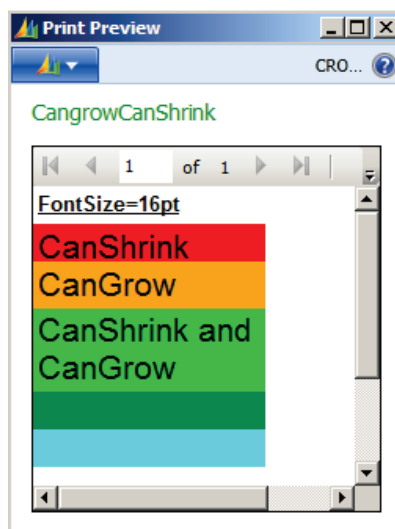 Print Preview
CRO...
CangrowCanShrink
1 of 1
FontSize=16pt
CanShrink
CanGrow
CanShrink and
CanGrow